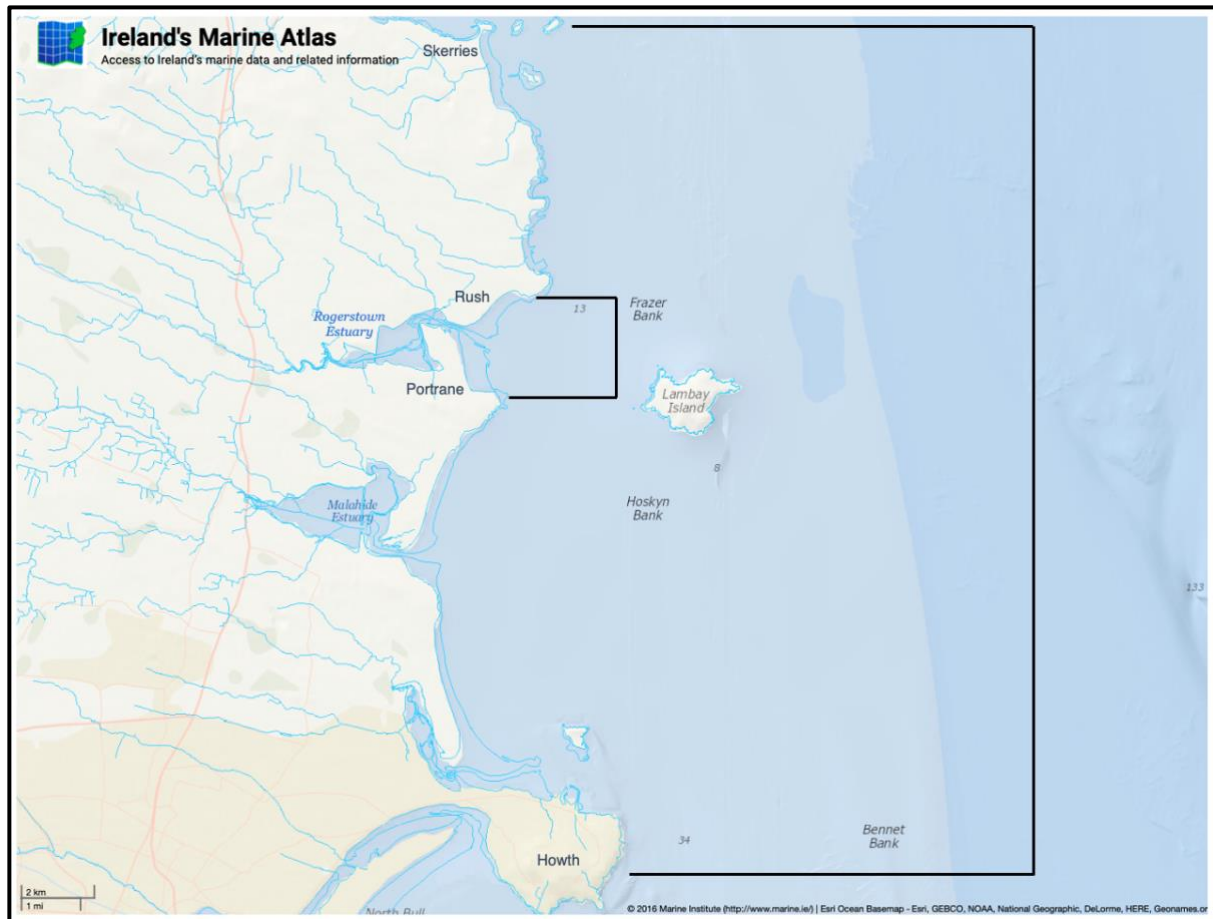 Ireland's Marine Atlas
Access to Ireland's marine data and related information
Skerries
Rush
13
Frazer
Bank
Rogerstown
Estuary
Portrane
Lambay
Island
8
Hoskyn
Bank
Malahide
Estuary
133
34
Bennet
Bank
Howth
2 km
1 mi
North Bull
© 2016 Marine Institute (http://www.marine.ie/) | Esri Ocean Basemap - Esri, GEBCO, NOAA, National Geographic, DeLorme, HERE, Geonames.or